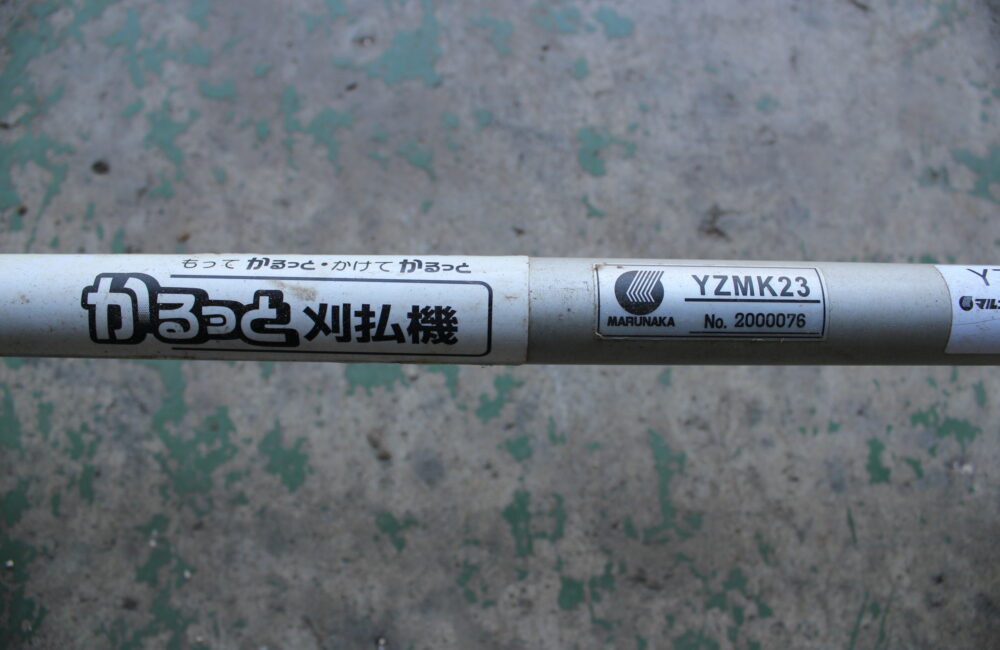 もって かるっと・かけて かるっと
かるっと 刈払機
MARUNAKA
YZMK23
No. 2000076